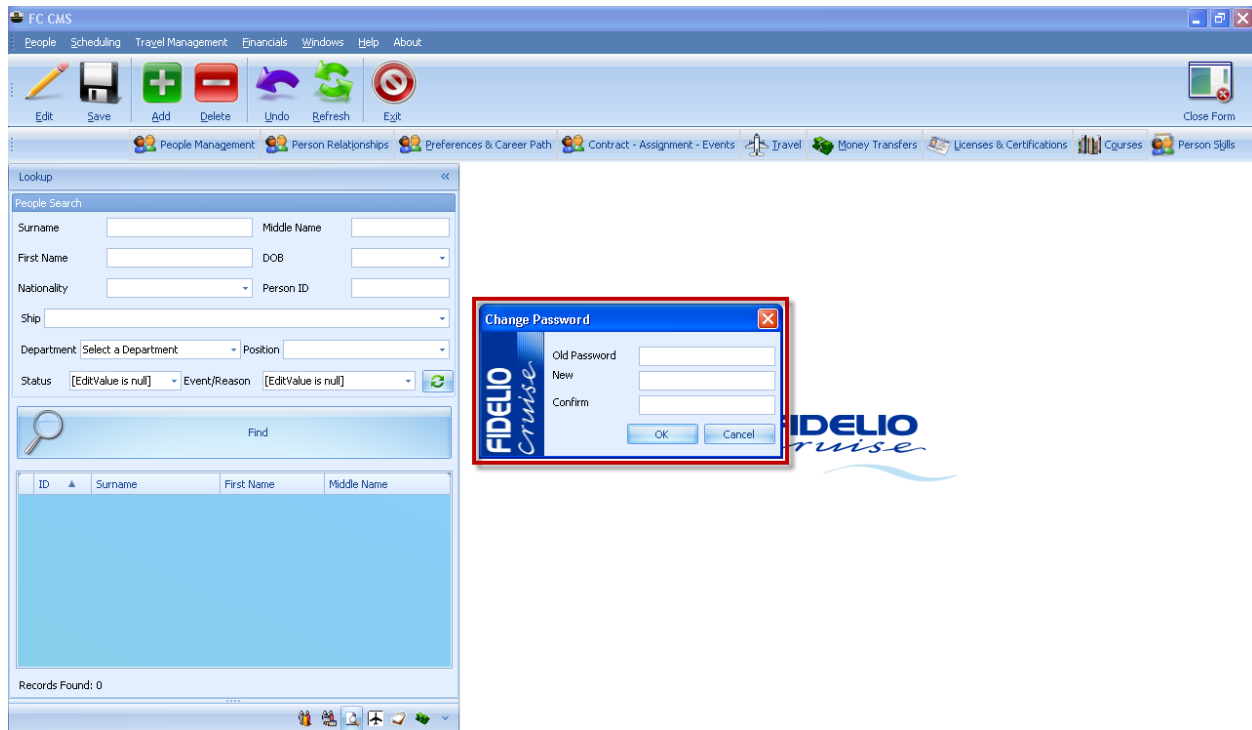 FC CMS
People Scheduling Travel Management Financials Windows Help About
Edit Save Add Delete Undo Refresh Exit Close Form
People Management Person Relationships Preferences & Career Path Contract - Assignment - Events Travel Money Transfers Licenses & Certifications Courses Person Skills
Lookup
People Search
Surname Middle Name
First Name DOB
Nationality Person ID
Ship
Department Select a Department Position
Status [EditValue is null] Event/Reason [EditValue is null]
Find
ID Surname First Name Middle Name
Records Found: 0
Change Password
FIDELIO
Cruise
Old Password
New
Confirm
OK Cancel
DELIO
ruise